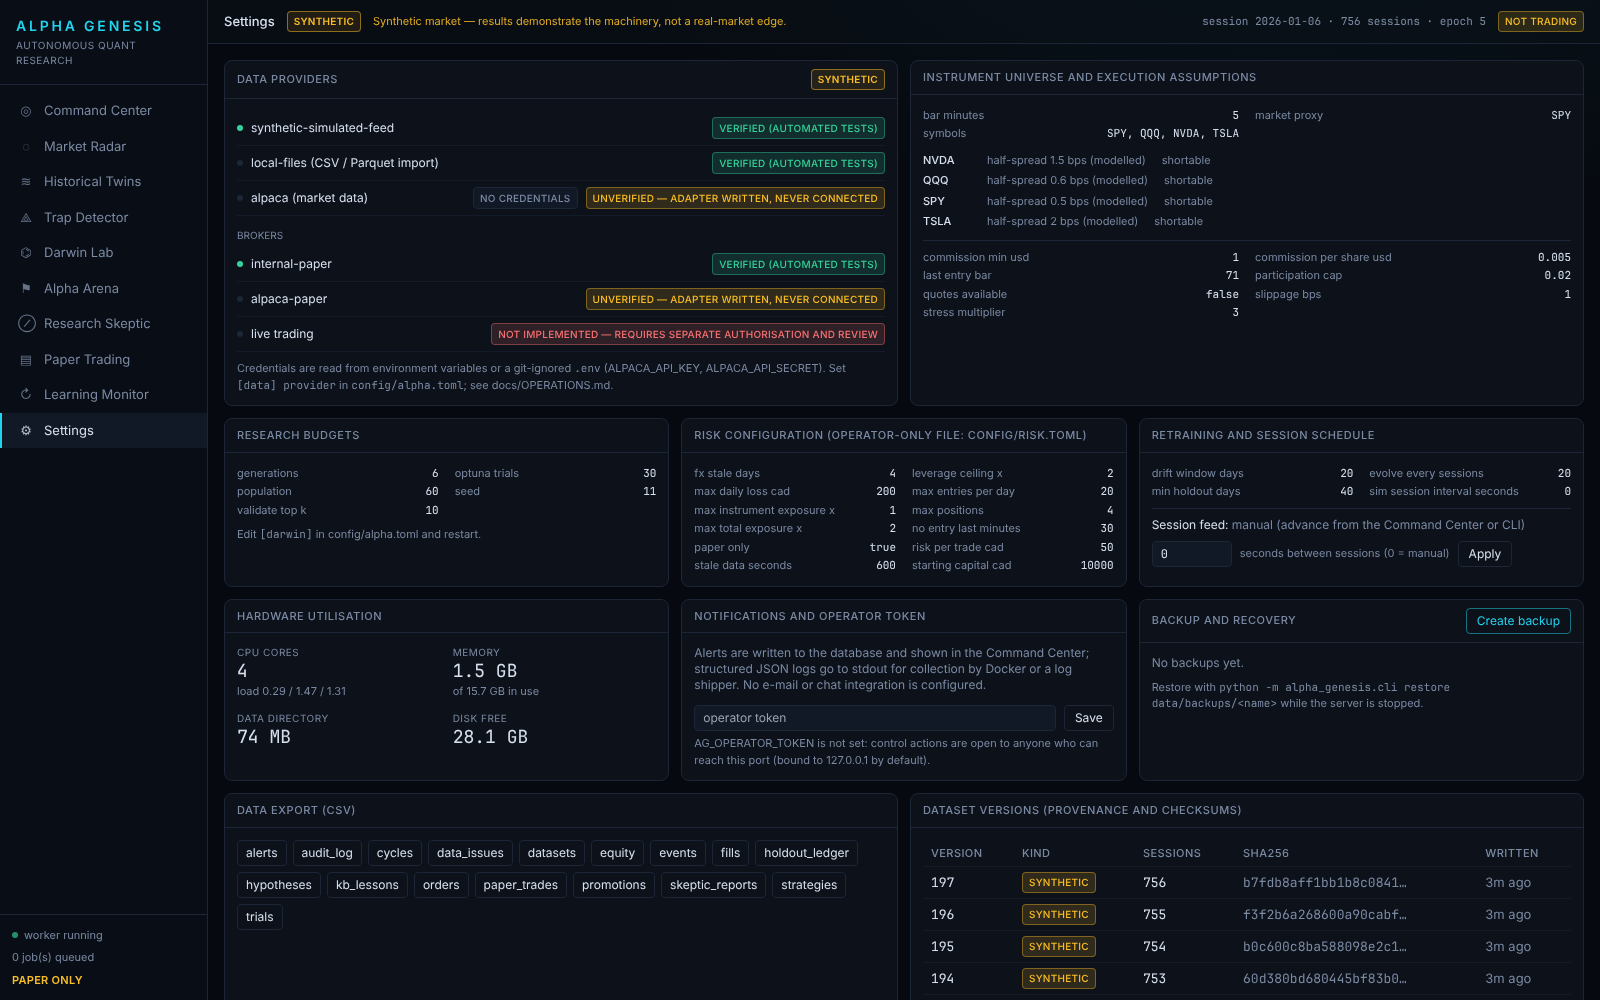 ALPHA GENESIS
AUTONOMOUS QUANT
RESEARCH
Command Center
Market Radar
Historical Twins
Trap Detector
Darwin Lab
Alpha Arena
Research Skeptic
Paper Trading
Learning Monitor
Settings
worker running
0 job(s) queued
PAPER ONLY
Settings SYNTHETIC Synthetic market — results demonstrate the machinery, not a real-market edge. session 2026-01-06 · 756 sessions · epoch 5 NOT TRADING
DATA PROVIDERS SYNTHETIC
synthetic-simulated-feed VERIFIED (AUTOMATED TESTS)
local-files (CSV / Parquet import) VERIFIED (AUTOMATED TESTS)
alpaca (market data) NO CREDENTIALS UNVERIFIED — ADAPTER WRITTEN, NEVER CONNECTED
BROKERS
internal-paper VERIFIED (AUTOMATED TESTS)
alpaca-paper UNVERIFIED — ADAPTER WRITTEN, NEVER CONNECTED
live trading NOT IMPLEMENTED — REQUIRES SEPARATE AUTHORISATION AND REVIEW
Credentials are read from environment variables or a git-ignored .env (ALPACA_API_KEY, ALPACA_API_SECRET). Set
[data] provider in config/alpha.toml; see docs/OPERATIONS.md.
INSTRUMENT UNIVERSE AND EXECUTION ASSUMPTIONS
bar minutes 5 market proxy SPY
symbols SPY, QQQ, NVDA, TSLA
NVDA half-spread 1.5 bps (modelled) shortable
QQQ half-spread 0.6 bps (modelled) shortable
SPY half-spread 0.5 bps (modelled) shortable
TSLA half-spread 2 bps (modelled) shortable
commission min usd 1 commission per share usd 0.005
last entry bar 71 participation cap 0.02
quotes available false slippage bps 1
stress multiplier 3
RESEARCH BUDGETS
generations 6 optuna trials 30
population 60 seed 11
validate top k 10
Edit [darwin] in config/alpha.toml and restart.
RISK CONFIGURATION (OPERATOR-ONLY FILE: CONFIG/RISK.TOML)
fx stale days 4 leverage ceiling x 2
max daily loss cad 200 max entries per day 20
max instrument exposure x 1 max positions 4
max total exposure x 2 no entry last minutes 30
paper only true risk per trade cad 50
stale data seconds 600 starting capital cad 10000
RETRAINING AND SESSION SCHEDULE
drift window days 20 evolve every sessions 20
min holdout days 40 sim session interval seconds 0
Session feed: manual (advance from the Command Center or CLI)
0 seconds between sessions (0 = manual) Apply
HARDWARE UTILISATION
CPU CORES MEMORY
4 1.5 GB
load 0.29 / 1.47 / 1.31 of 15.7 GB in use
DATA DIRECTORY DISK FREE
74 MB 28.1 GB
NOTIFICATIONS AND OPERATOR TOKEN
Alerts are written to the database and shown in the Command Center;
structured JSON logs go to stdout for collection by Docker or a log
shipper. No e-mail or chat integration is configured.
operator token Save
AG_OPERATOR_TOKEN is not set: control actions are open to anyone who can
reach this port (bound to 127.0.0.1 by default).
BACKUP AND RECOVERY Create backup
No backups yet.
Restore with python -m alpha_genesis.cli restore
data/backups/<name> while the server is stopped.
DATA EXPORT (CSV)
alerts audit_log cycles data_issues datasets equity events fills holdout_ledger
hypotheses kb_lessons orders paper_trades promotions skeptic_reports strategies
trials
DATASET VERSIONS (PROVENANCE AND CHECKSUMS)
VERSION KIND SESSIONS SHA256 WRITTEN
197 SYNTHETIC 756 b7fdb8aff1bb1b8c0841… 3m ago
196 SYNTHETIC 755 f3f2b6a268600a90cabf… 3m ago
195 SYNTHETIC 754 b0c600c8ba588098e2c1… 3m ago
194 SYNTHETIC 753 60d380bd680445bf83b0… 3m ago